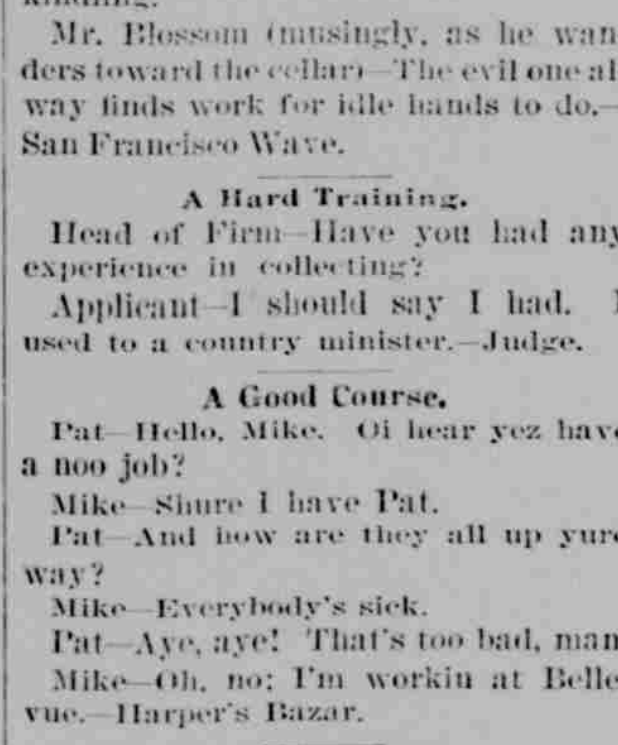 Mr. Blossom (musingly, as he wan
ders toward the cellar)—The evil one al
way finds work for idle hands to do.—
San Francisco Wave.
A Hard Training.
Head of Firm—Have you had any
experience in collecting?
Applicant—I should say I had. I
used to a country minister.—Judge.
A Good Course.
Pat—Hello, Mike. Oi hear yez have
a noo job?
Mike—Shure I have Pat.
Pat—And how are they all up yure
way?
Mike—Everybody's sick.
Pat—Aye, aye! That's too bad, man
Mike—Oh, no; I'm workin at Belle
vue.—Harper's Bazar.